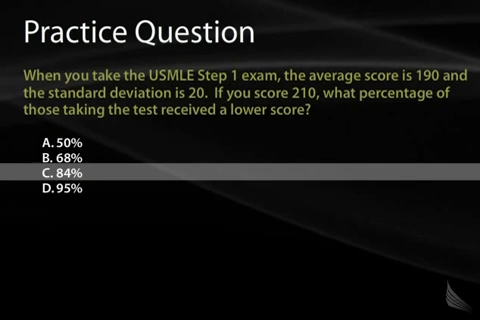 Practice Question
When you take the USMLE Step 1 exam, the average score is 190 and
the standard deviation is 20.  If you score 210, what percentage of
those taking the test received a lower score?
A. 50%
B. 68%
C. 84%
D. 95%